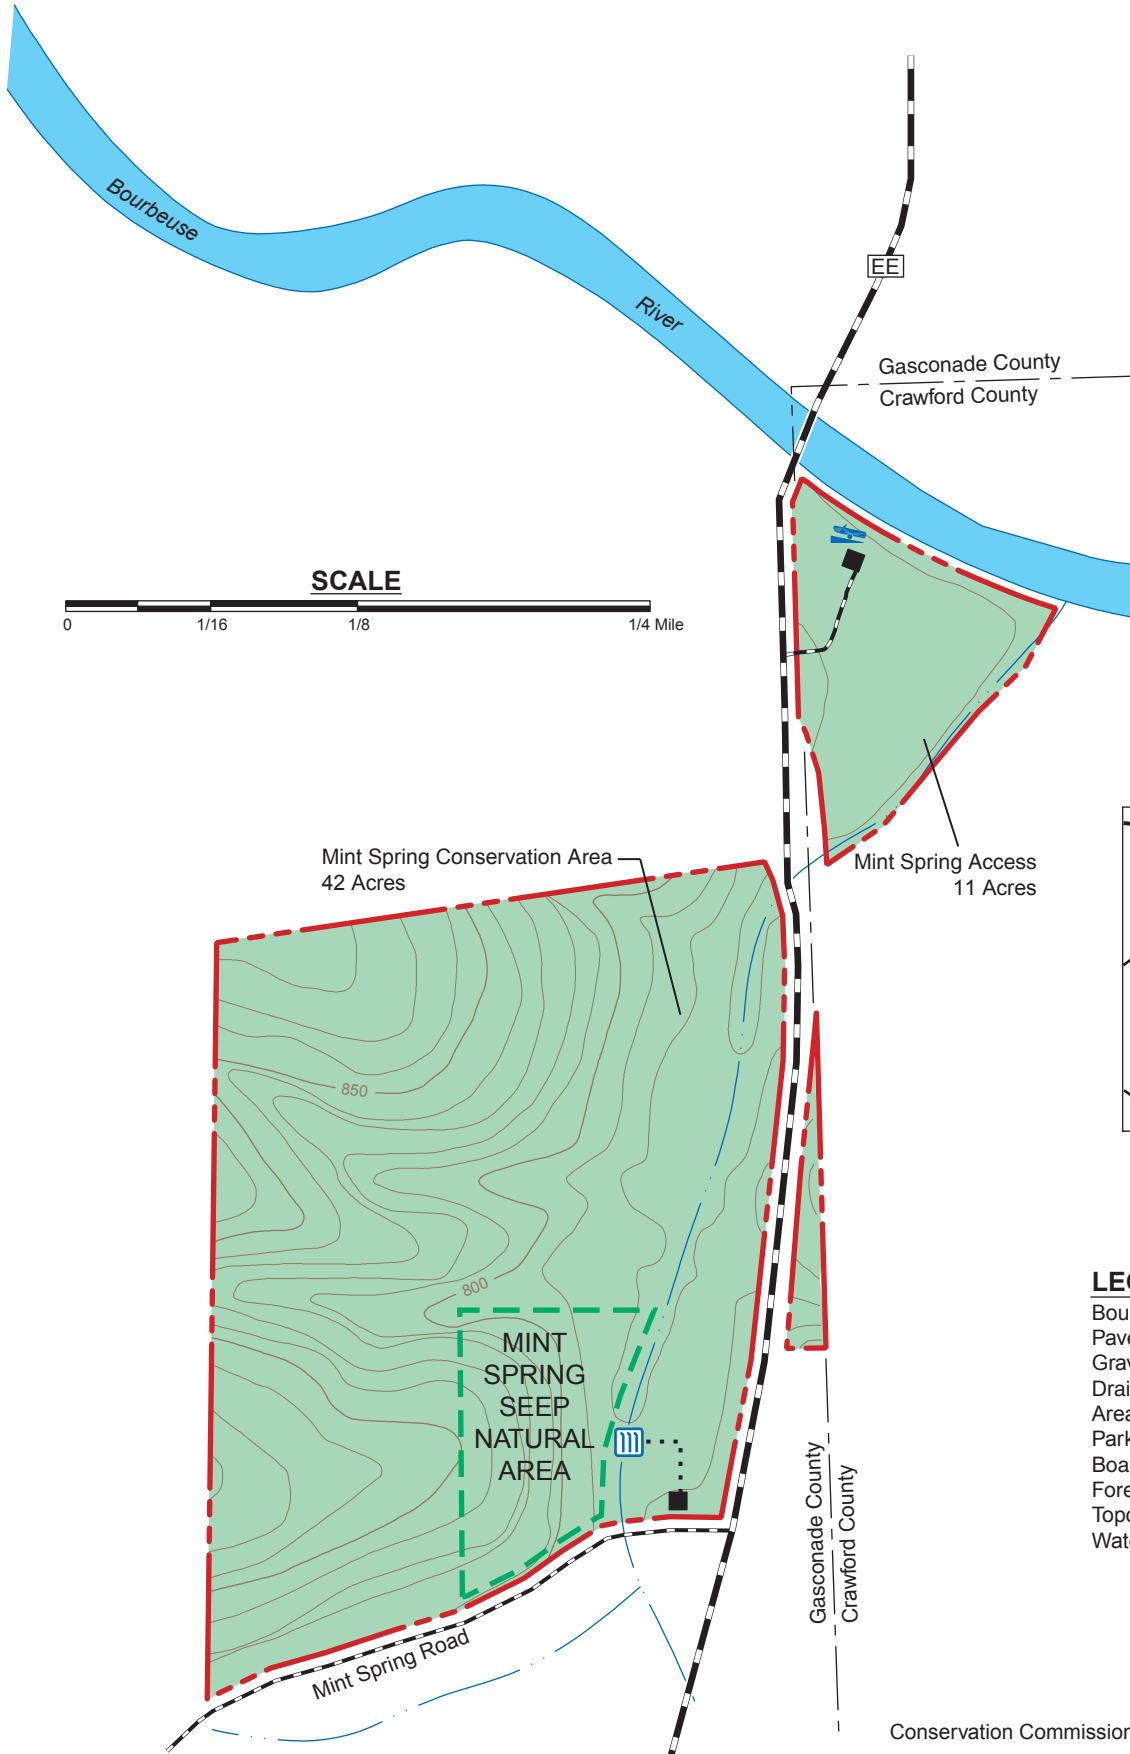 Bourbeuse
River
EE
Gasconade County
Crawford County
SCALE
0 1/16 1/8 1/4 Mile
Mint Spring Conservation Area
42 Acres
Mint Spring Access
11 Acres
850
800
MINT
SPRING
SEEP
NATURAL
AREA
Gasconade County
Crawford County
Mint Spring Road
Conservation Commission